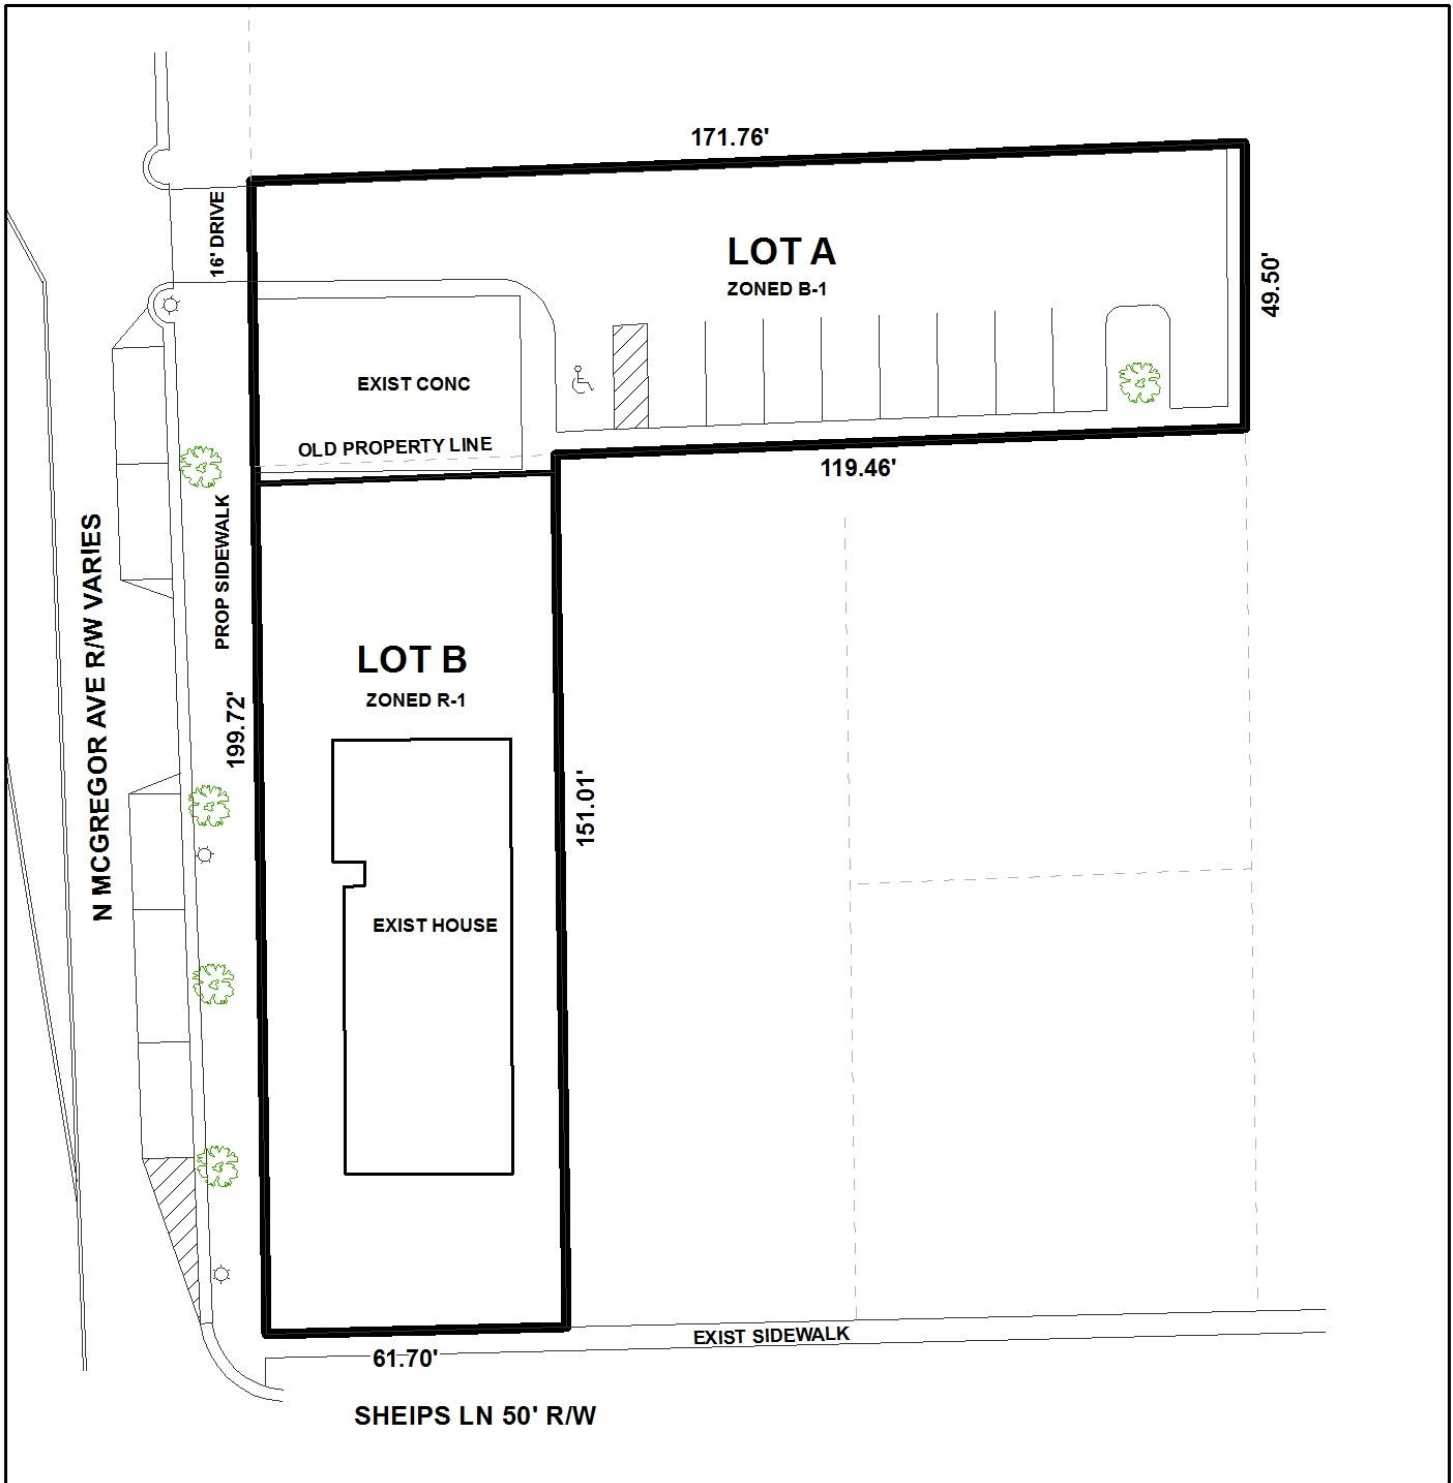 171.76'
16' DRIVE
LOT A
ZONED B-1
49.50'
EXIST CONC
OLD PROPERTY LINE
119.46'
PROP SIDEWALK
N MCGREGOR AVE R/W VARIES
LOT B
ZONED R-1
199.72'
151.01'
EXIST HOUSE
EXIST SIDEWALK
61.70'
SHEIPS LN 50' R/W